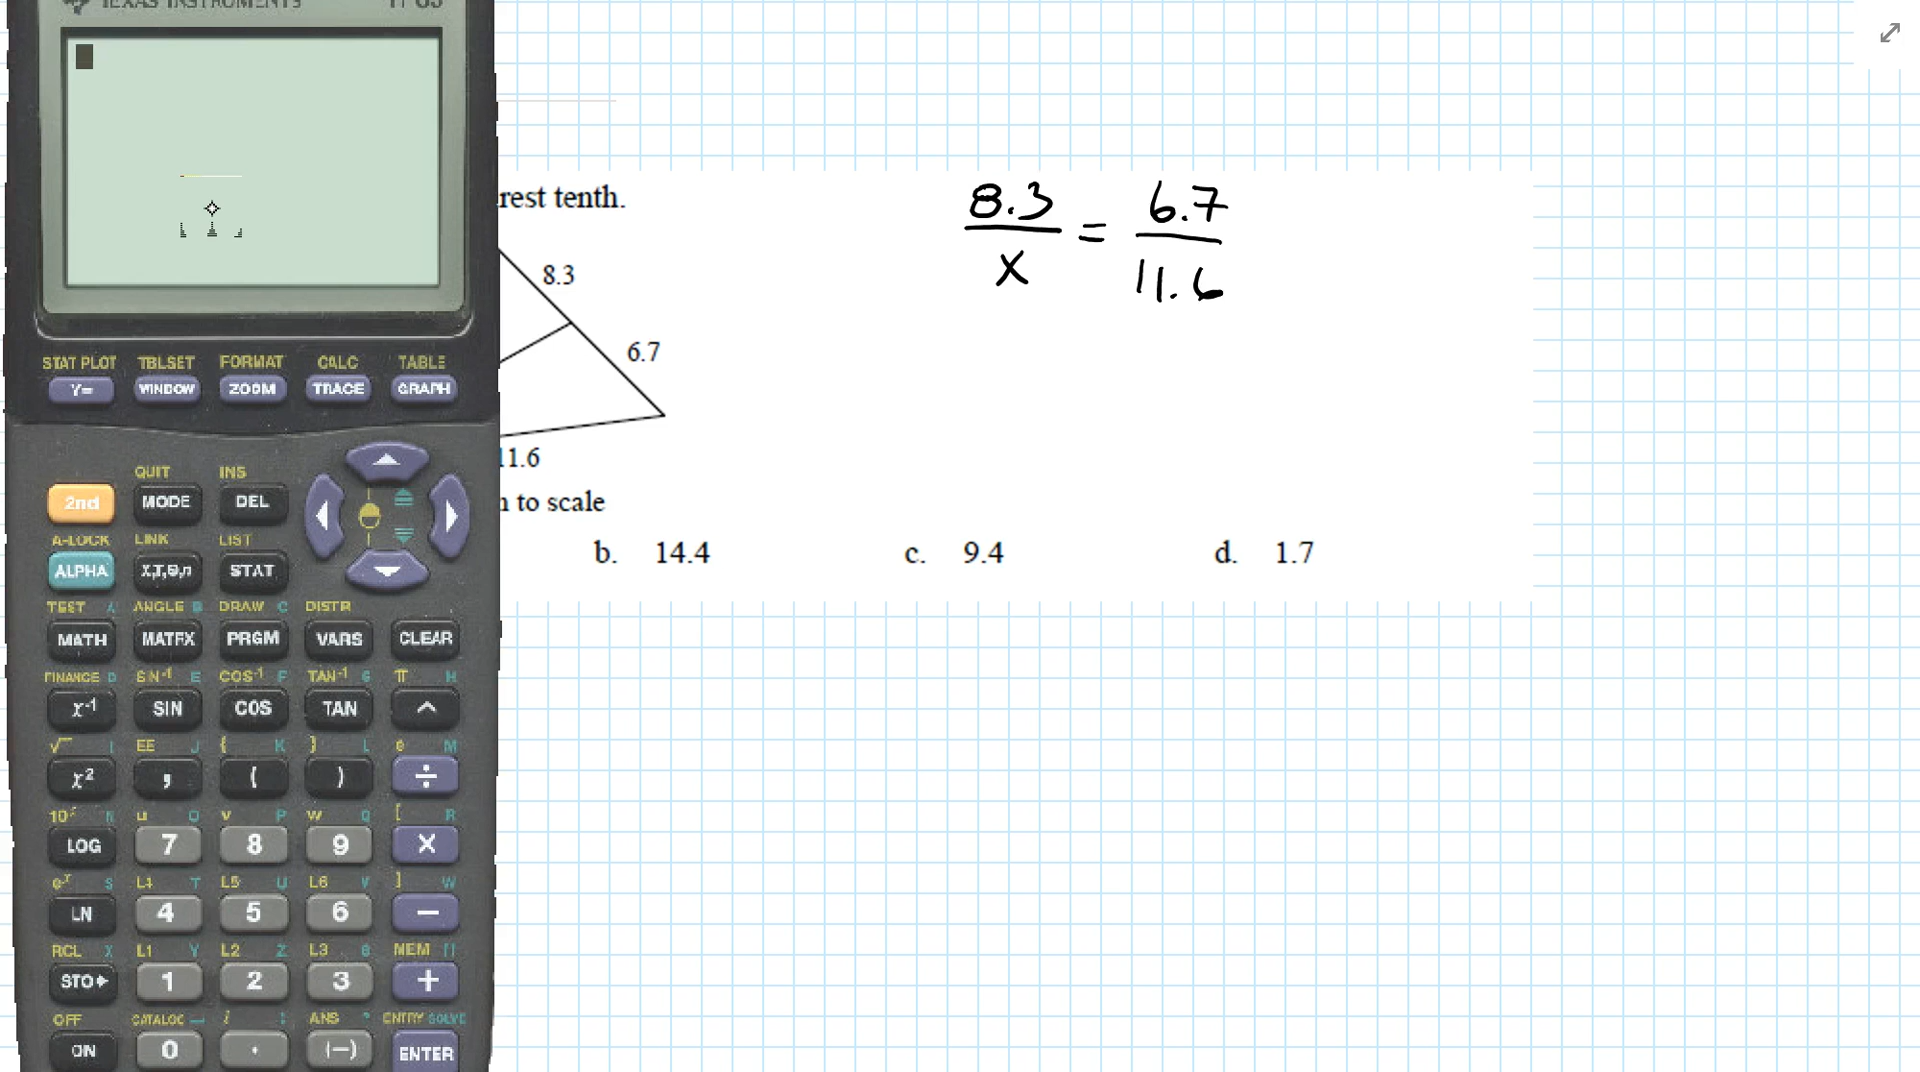 TEXAS INSTRUMENTS TI-83
STAT PLOT TBLSET FORMAT CALC TABLE
Y= WINDOW ZOOM TRACE GRAPH
QUIT INS
2nd MODE DEL
A-LOCK LINK LIST
ALPHA X,T,Θ,n STAT
TEST A ANGLE B DRAW C DISTR
MATH MATRX PRGM VARS CLEAR
FINANCE D SIN-1 E COS-1 F TAN-1 G π H
x-1 SIN COS TAN ^
√ I EE J { K } L e M
x2 , ( ) ÷
10x N u O v P w Q [ R
LOG 7 8 9 ×
ex S L4 T L5 U L6 V ] W
LN 4 5 6 −
RCL X L1 Y L2 Z L3 θ MEM "
STO▸ 1 2 3 +
OFF CATALOG i : ANS ? ENTRY SOLVE
ON 0 . (−) ENTER
rest tenth.
8.3
6.7
11.6
n to scale
b. 14.4 c. 9.4 d. 1.7
8.3 / x = 6.7 / 11.6